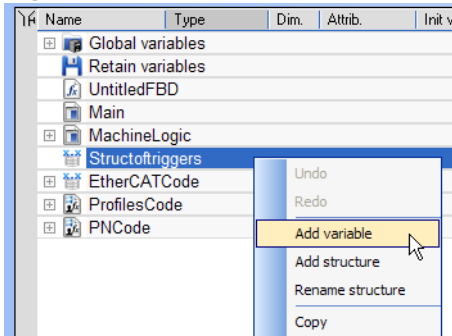 Name Type Dim. Attrib. Init v
Global variables
Retain variables
UntitledFBD
Main
MachineLogic
Structoftriggers
EtherCATCode
ProfilesCode
PNCode
Undo
Redo
Add variable
Add structure
Rename structure
Copy